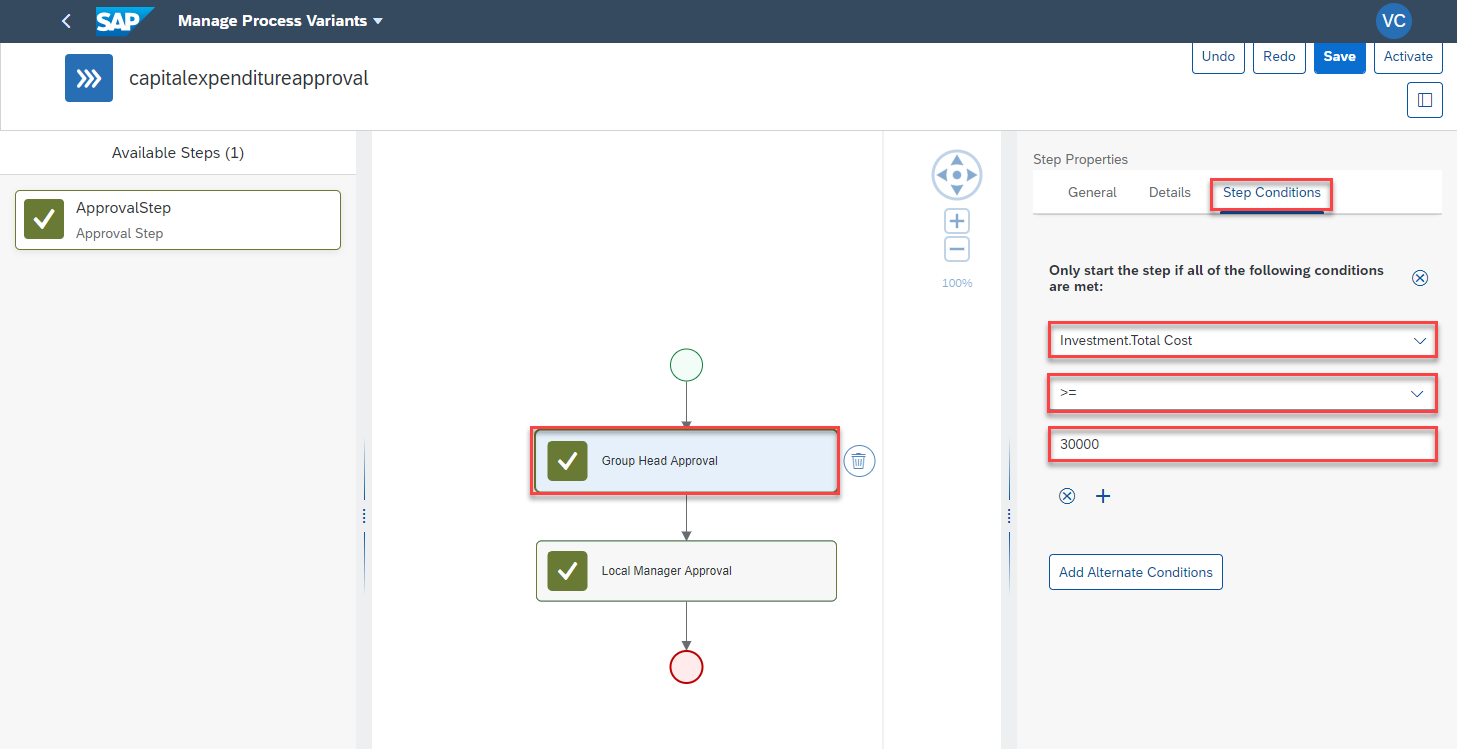 SAP Manage Process Variants
VC
capitalexpenditureapproval
Undo Redo Save Activate
Available Steps (1)
ApprovalStep
Approval Step
100%
Group Head Approval
Local Manager Approval
Step Properties
General Details Step Conditions
Only start the step if all of the following conditions
are met:
Investment.Total Cost
>=
30000
Add Alternate Conditions